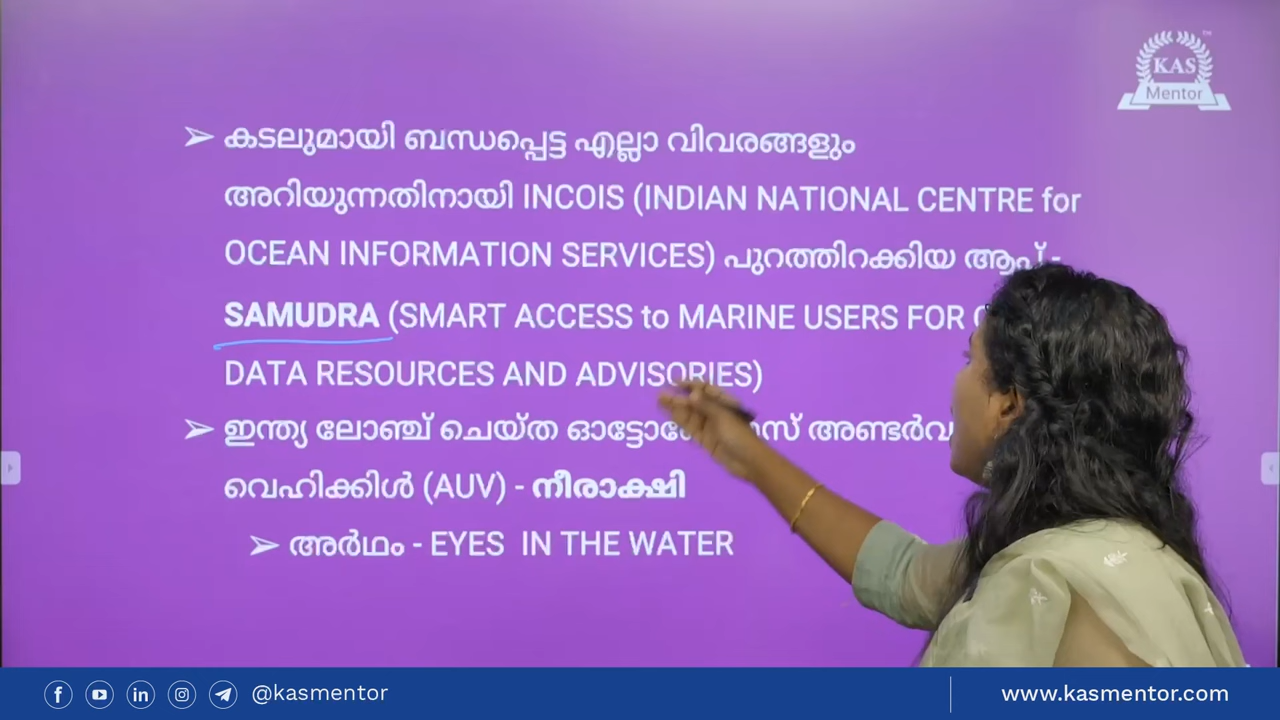 KAS
Mentor
➢ കടലുമായി ബന്ധപ്പെട്ട എല്ലാ വിവരങ്ങളും
അറിയുന്നതിനായി INCOIS (INDIAN NATIONAL CENTRE for
OCEAN INFORMATION SERVICES) പുറത്തിറക്കിയ ആപ്പ് -
SAMUDRA (SMART ACCESS to MARINE USERS FOR
DATA RESOURCES AND ADVISORIES)
➢ ഇന്ത്യ ലോഞ്ച് ചെയ്ത
വെഹിക്കിൾ (AUV) - നീരാക്ഷി
➢ അർഥം - EYES IN THE WATER
@kasmentor
www.kasmentor.com